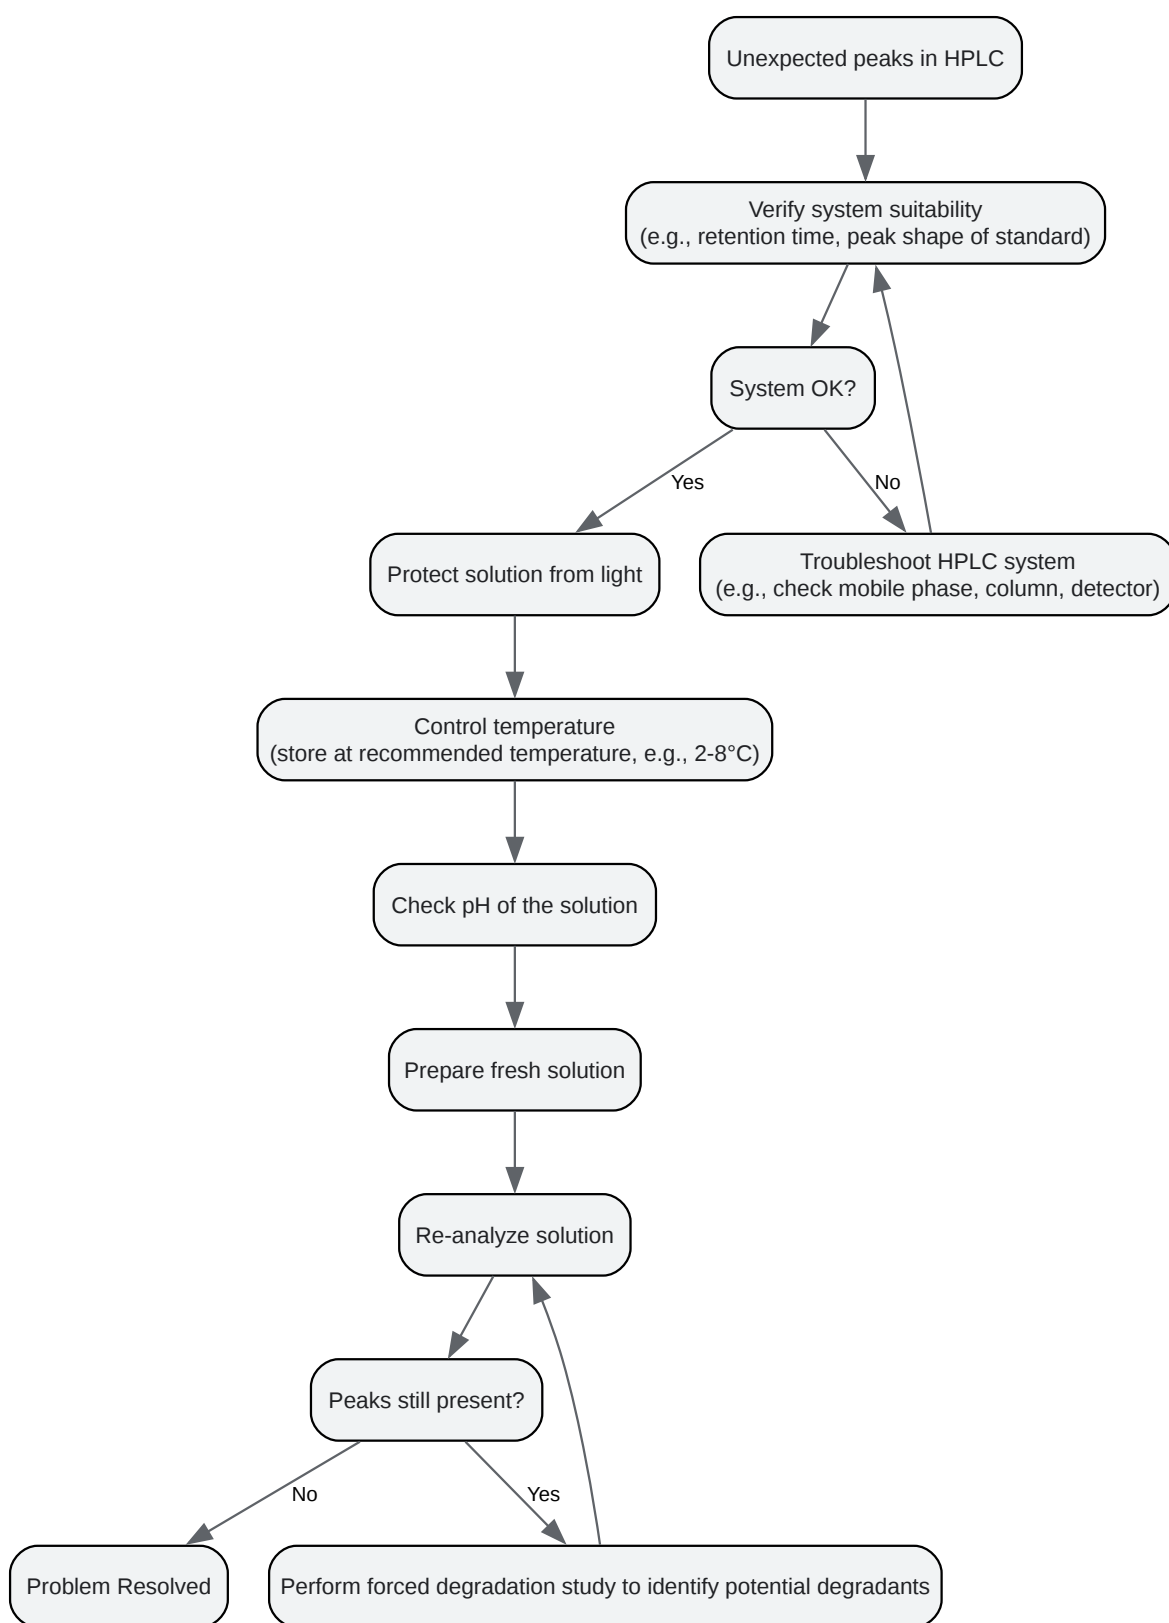 Unexpected peaks in HPLC
Verify system suitability
(e.g., retention time, peak shape of standard)
System OK?
Yes
No
Protect solution from light
Troubleshoot HPLC system
(e.g., check mobile phase, column, detector)
Control temperature
(store at recommended temperature, e.g., 2-8°C)
Check pH of the solution
Prepare fresh solution
Re-analyze solution
Peaks still present?
No
Yes
Problem Resolved
Perform forced degradation study to identify potential degradants